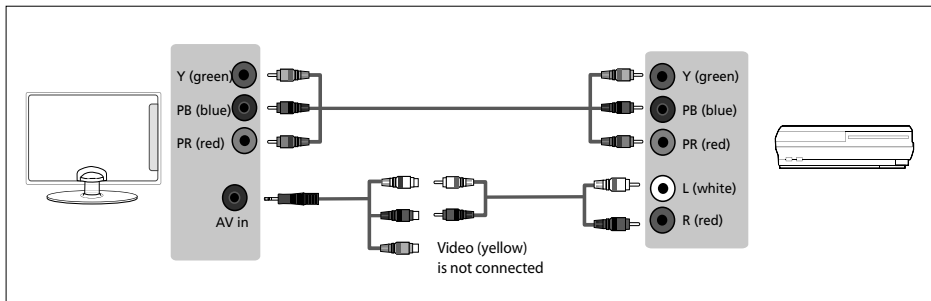 Y (green)
PB (blue)
PR (red)
AV in
Video (yellow)
is not connected
Y (green)
PB (blue)
PR (red)
L (white)
R (red)